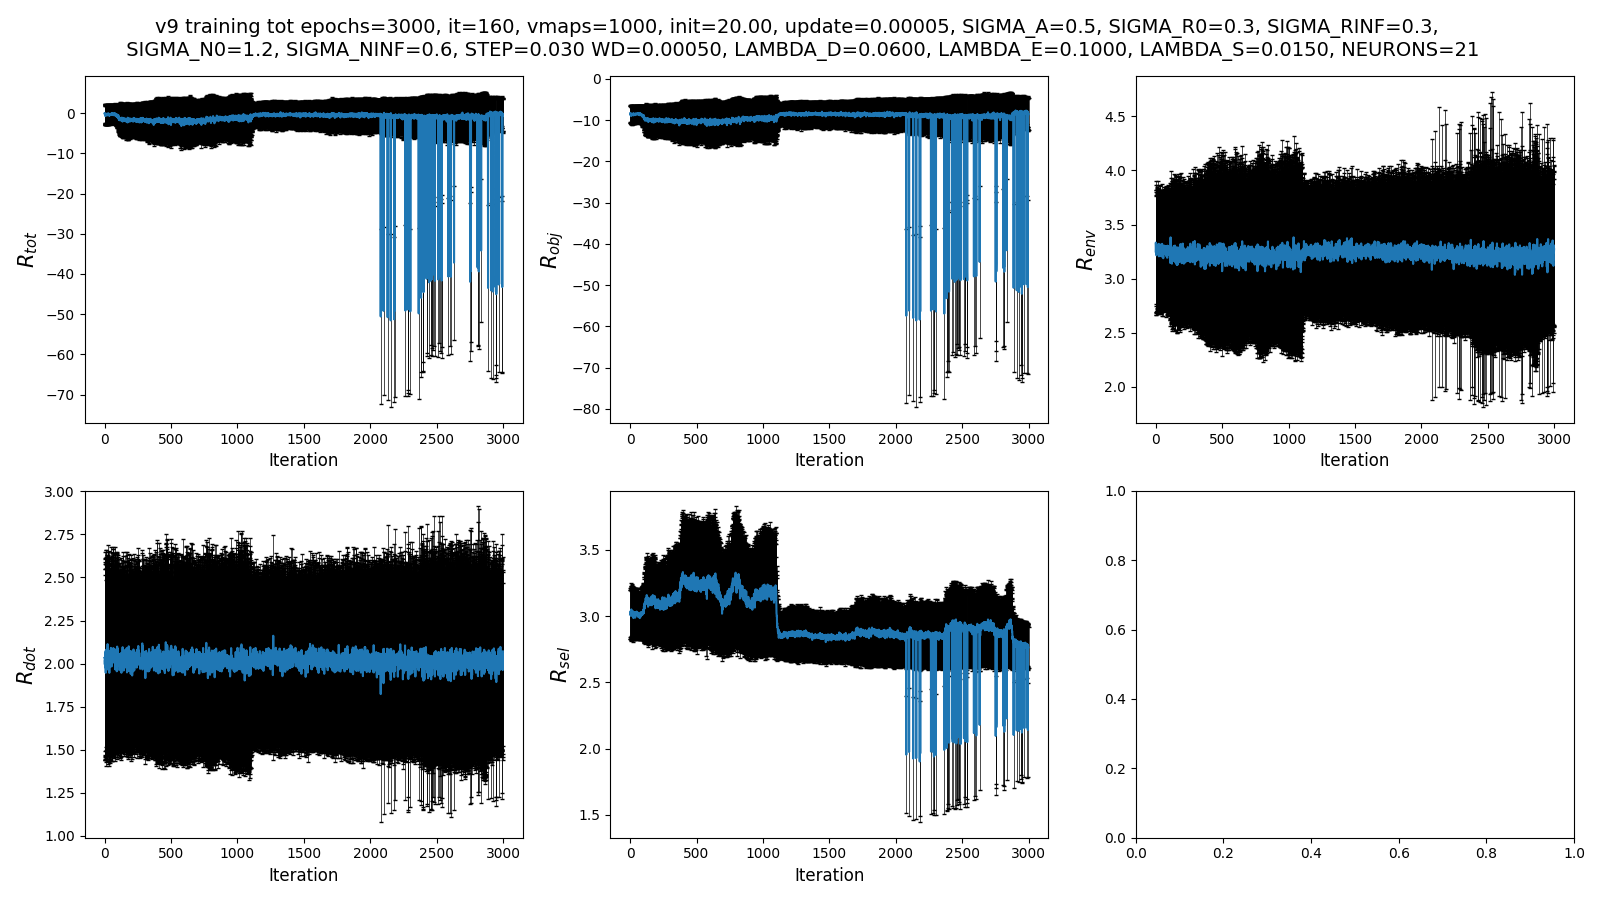 v9 training tot epochs=3000, it=160, vmaps=1000, init=20.00, update=0.00005, SIGMA_A=0.5, SIGMA_R0=0.3, SIGMA_RINF=0.3,
SIGMA_N0=1.2, SIGMA_NINF=0.6, STEP=0.030 WD=0.00050, LAMBDA_D=0.0600, LAMBDA_E=0.1000, LAMBDA_S=0.0150, NEURONS=21
R_tot
0
−10
−20
−30
−40
−50
−60
−70
0 500 1000 1500 2000 2500 3000
Iteration
R_obj
0
−10
−20
−30
−40
−50
−60
−70
−80
0 500 1000 1500 2000 2500 3000
Iteration
R_env
4.5
4.0
3.5
3.0
2.5
2.0
0 500 1000 1500 2000 2500 3000
Iteration
R_dot
3.00
2.75
2.50
2.25
2.00
1.75
1.50
1.25
1.00
0 500 1000 1500 2000 2500 3000
Iteration
R_sel
3.5
3.0
2.5
2.0
1.5
0 500 1000 1500 2000 2500 3000
Iteration
1.0
0.8
0.6
0.4
0.2
0.0
0.0 0.2 0.4 0.6 0.8 1.0